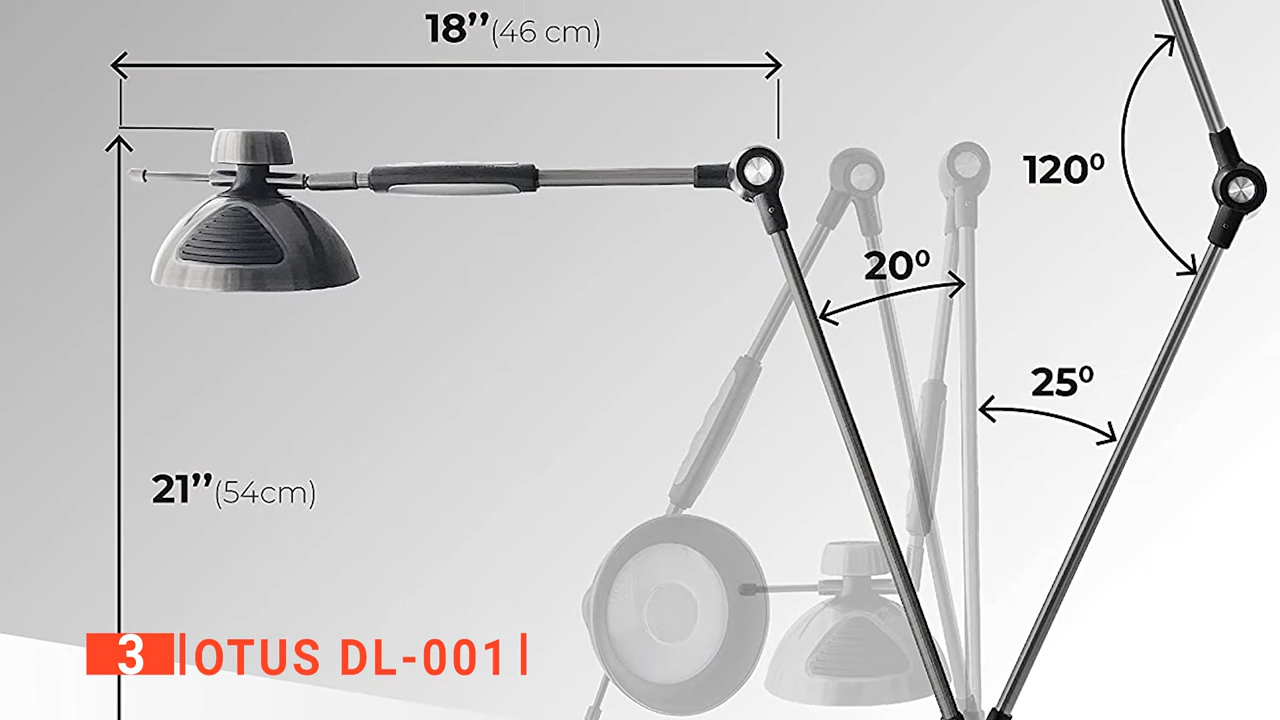 18’’(46 cm)
120⁰
20⁰
25⁰
21’’(54cm)
3 OTUS DL-001